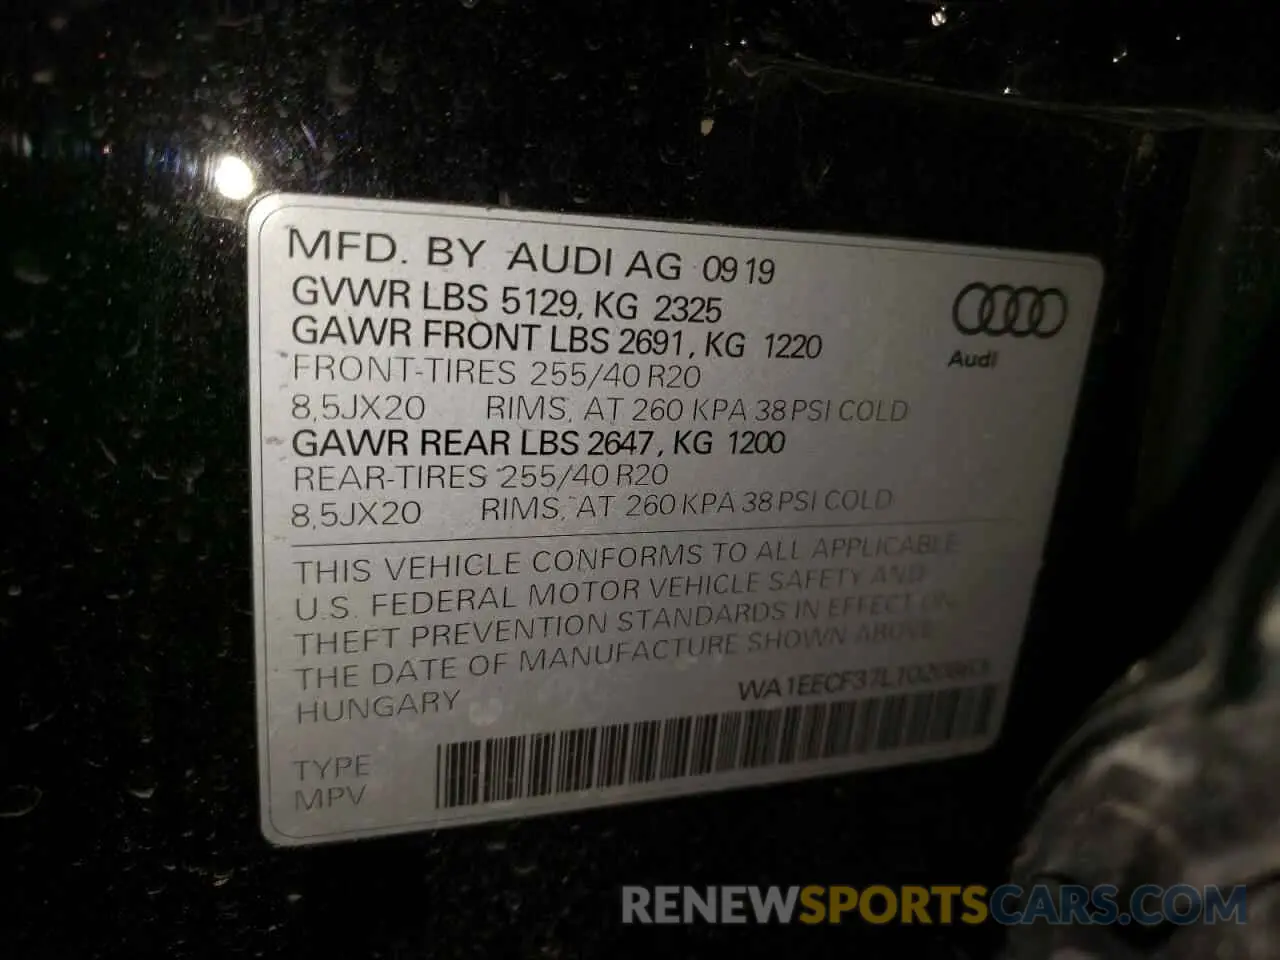 MFD. BY AUDI AG 0919
GVWR LBS 5129, KG 2325
GAWR FRONT LBS 2691, KG 1220
FRONT-TIRES 255/40 R20
8,5JX20 RIMS, AT 260 KPA 38 PSI COLD
GAWR REAR LBS 2647, KG 1200
REAR-TIRES 255/40 R20
8,5JX20 RIMS, AT 260 KPA 38 PSI COLD
Audi
THIS VEHICLE CONFORMS TO ALL APPLICABLE
U.S. FEDERAL MOTOR VEHICLE SAFETY AND
THEFT PREVENTION STANDARDS IN EFFECT ON
THE DATE OF MANUFACTURE SHOWN ABOVE
HUNGARY
TYPE
MPV
RENEWSPORTSCARS.COM